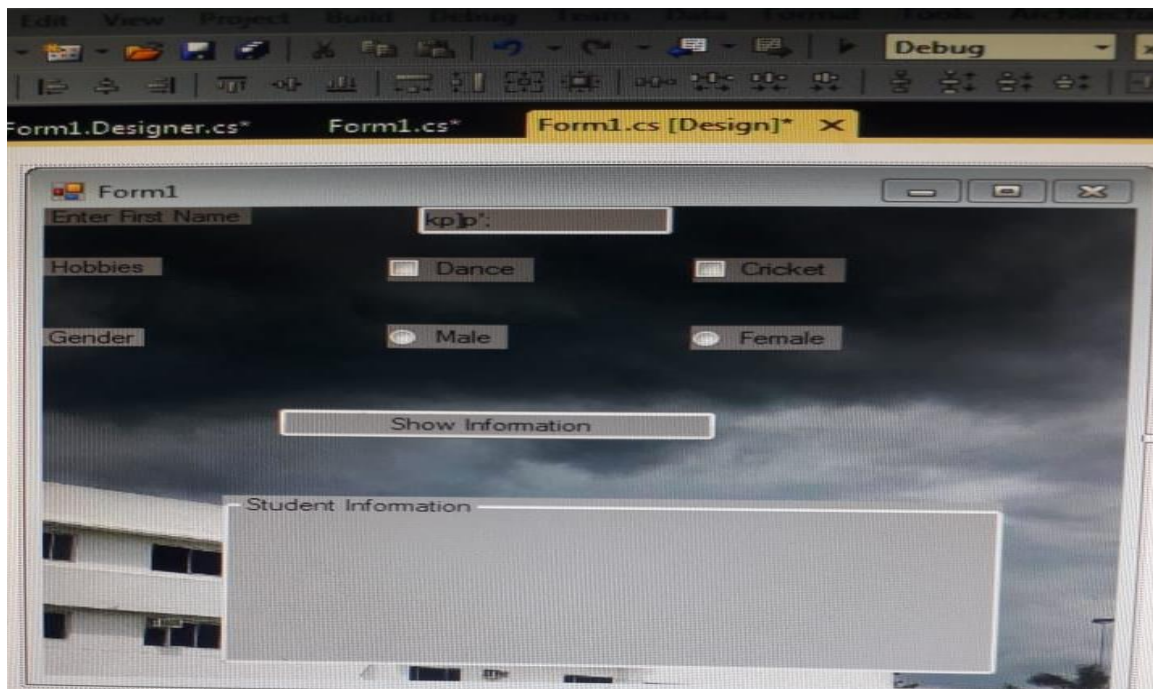 Edit View Project Build Debug Team Data Format Tools
Debug
Form1.Designer.cs* Form1.cs* Form1.cs [Design]*
Form1
Enter First Name kp]p';
Hobbies Dance Cricket
Gender Male Female
Show Information
Student Information